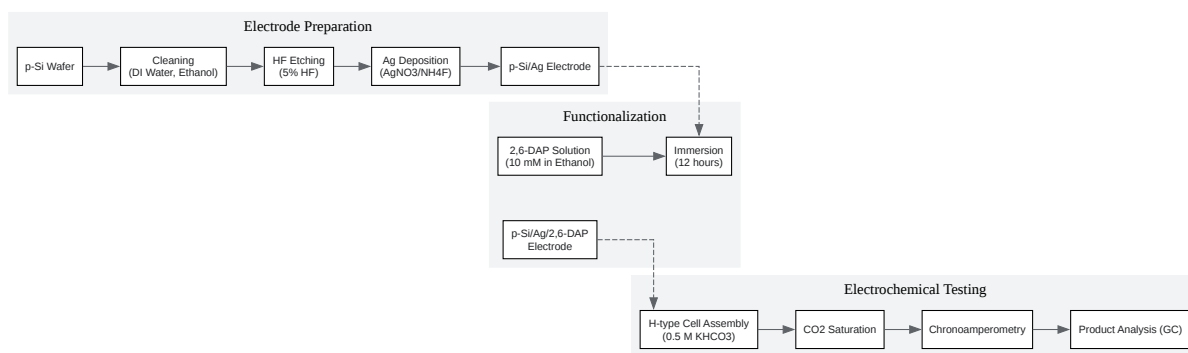 Electrode Preparation
p-Si Wafer
Cleaning
(DI Water, Ethanol)
HF Etching
(5% HF)
Ag Deposition
(AgNO3/NH4F)
p-Si/Ag Electrode
Functionalization
2,6-DAP Solution
(10 mM in Ethanol)
Immersion
(12 hours)
p-Si/Ag/2,6-DAP
Electrode
Electrochemical Testing
H-type Cell Assembly
(0.5 M KHCO3)
CO2 Saturation
Chronoamperometry
Product Analysis (GC)